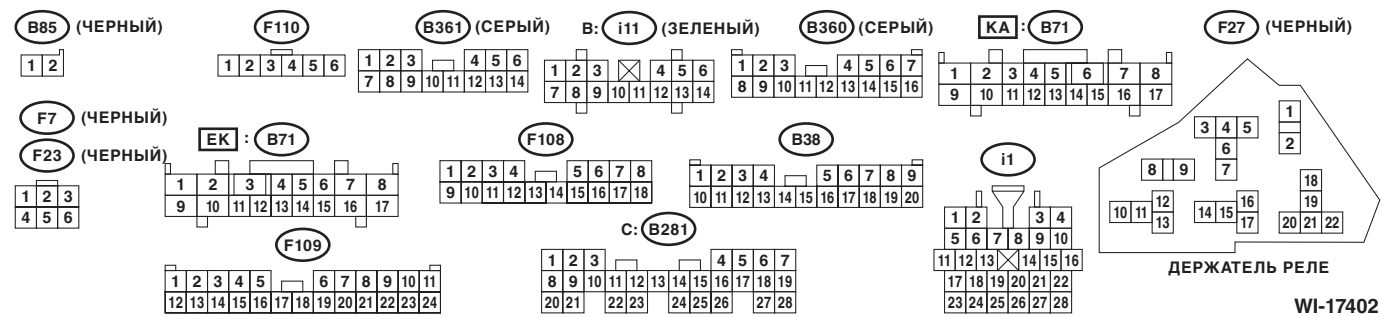 B85 (ЧЕРНЫЙ)
1 2
F110
1 2 3 4 5 6
B361 (СЕРЫЙ)
1 2 3 4 5 6
7 8 9 10 11 12 13 14
B: i11 (ЗЕЛЕНЫЙ)
1 2 3 4 5 6
7 8 9 10 11 12 13 14
B360 (СЕРЫЙ)
1 2 3 4 5 6 7
8 9 10 11 12 13 14 15 16
KA : B71
1 2 3 4 5 6 7 8
9 10 11 12 13 14 15 16 17
F27 (ЧЕРНЫЙ)
1
2
3 4 5
6
7
8 9
10 11 12
13
14 15 16
17
18
19
20 21 22
ДЕРЖАТЕЛЬ РЕЛЕ
F7 (ЧЕРНЫЙ)
F23 (ЧЕРНЫЙ)
1 2 3
4 5 6
EK : B71
1 2 3 4 5 6 7 8
9 10 11 12 13 14 15 16 17
F108
1 2 3 4 5 6 7 8
9 10 11 12 13 14 15 16 17 18
B38
1 2 3 4 5 6 7 8 9
10 11 12 13 14 15 16 17 18 19 20
i1
1 2 3 4
5 6 7 8 9 10
11 12 13 14 15 16
17 18 19 20 21 22
23 24 25 26 27 28
F109
1 2 3 4 5 6 7 8 9 10 11
12 13 14 15 16 17 18 19 20 21 22 23 24
C: B281
1 2 3 4 5 6 7
8 9 10 11 12 13 14 15 16 17 18 19
20 21 22 23 24 25 26 27 28
WI-17402